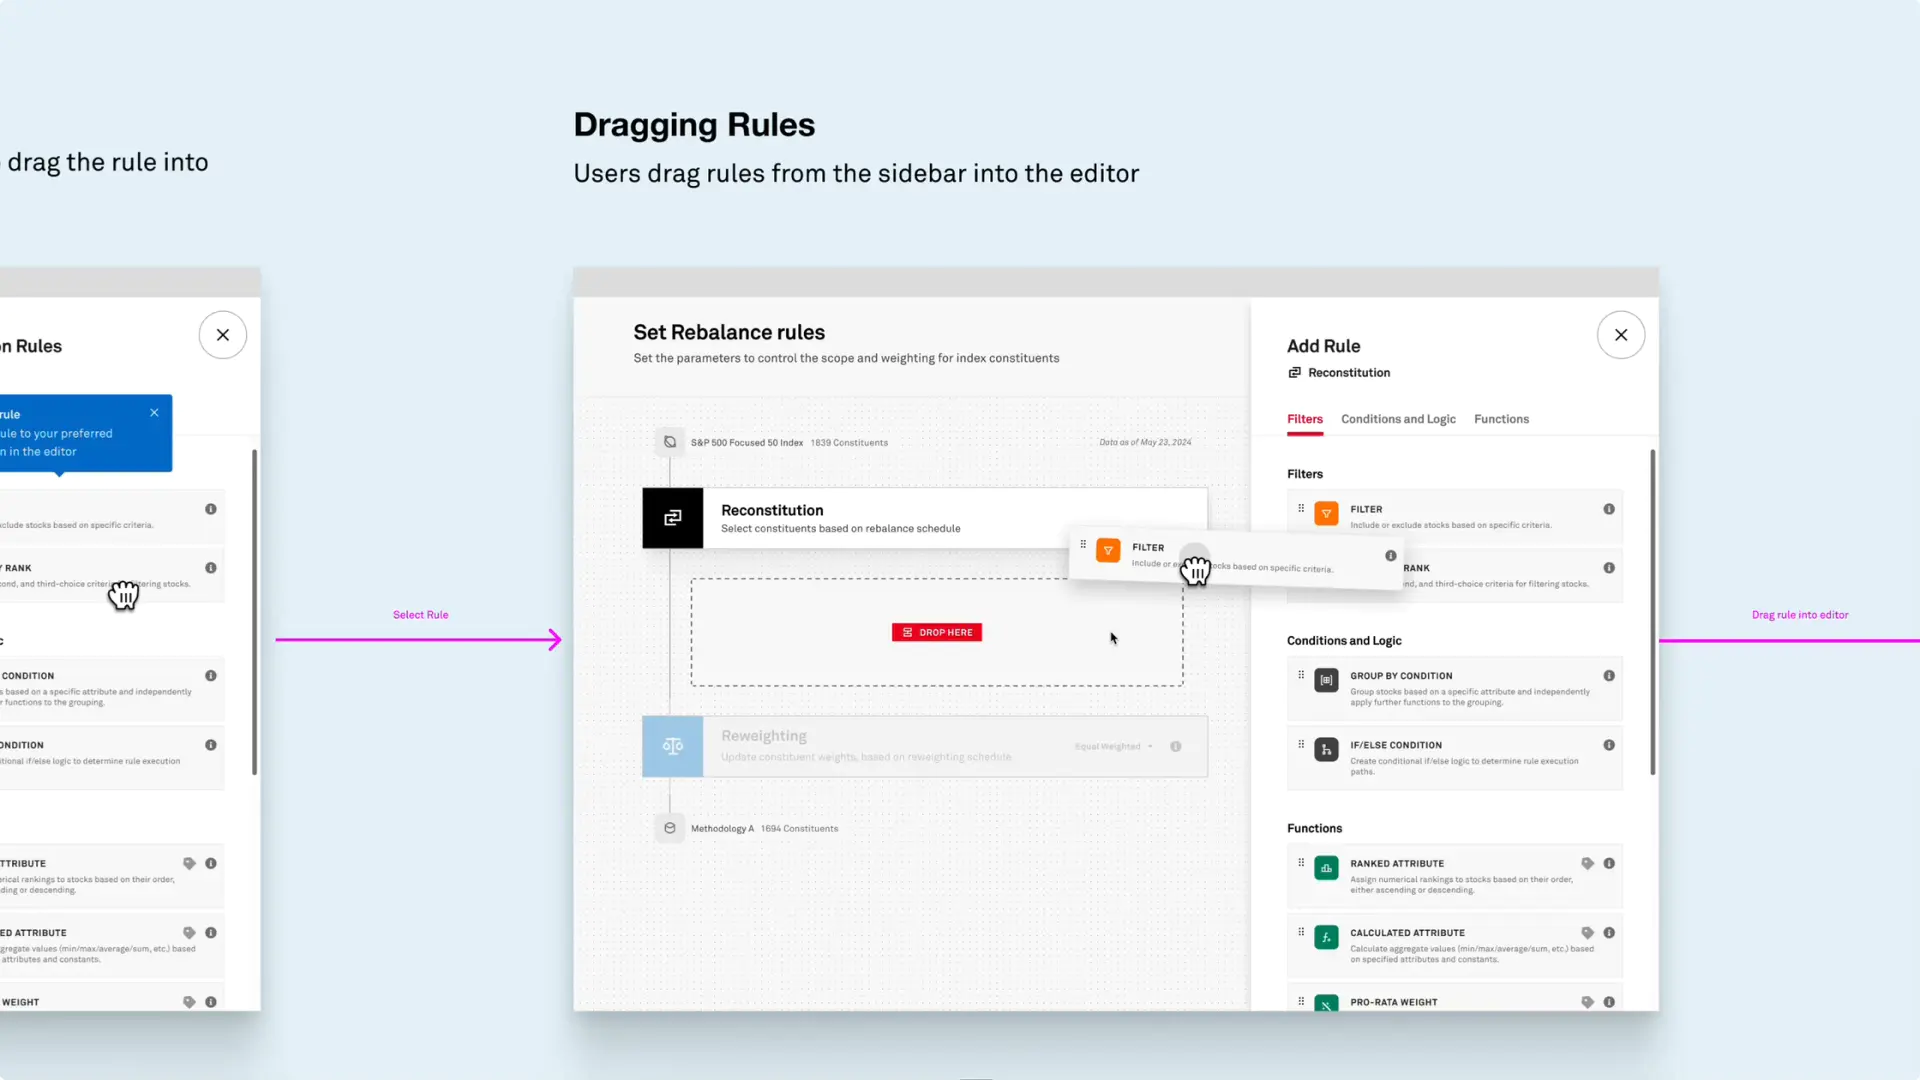 drag the rule into
n Rules
rule
ule to your preferred
n in the editor
clude stocks based on specific criteria.
Y RANK
ond, and third-choice criteria
tering stocks.
c
CONDITION
s based on a specific attribute and independently
r functions to the grouping.
ONDITION
itional if/else logic to determine rule execution
TTRIBUTE
erical rankings to stocks based on their order,
ding or descending.
ED ATTRIBUTE
gregate values (min/max/average/sum, etc.) based
attributes and constants.
WEIGHT
Select Rule
Dragging Rules
Users drag rules from the sidebar into the editor
Set Rebalance rules
Set the parameters to control the scope and weighting for index constituents
S&P 500 Focused 50 Index 1839 Constituents
Data as of May 23, 2024
Reconstitution
Select constituents based on rebalance schedule
FILTER
Include or ex
ocks based on specific criteria.
DROP HERE
Reweighting
Update constituent weights, based on reweighting schedule
Equal Weighted
Methodology A 1694 Constituents
Add Rule
Reconstitution
Filters Conditions and Logic Functions
Filters
FILTER
Include or exclude stocks based on specific criteria.
RANK
nd, and third-choice criteria for filtering stocks.
Conditions and Logic
GROUP BY CONDITION
Group stocks based on a specific attribute and independently
apply further functions to the grouping.
IF/ELSE CONDITION
Create conditional if/else logic to determine rule execution
paths.
Functions
RANKED ATTRIBUTE
Assign numerical rankings to stocks based on their order,
either ascending or descending.
CALCULATED ATTRIBUTE
Calculate aggregate values (min/max/average/sum, etc.) based
on specified attributes and constants.
PRO-RATA WEIGHT
Drag rule into editor